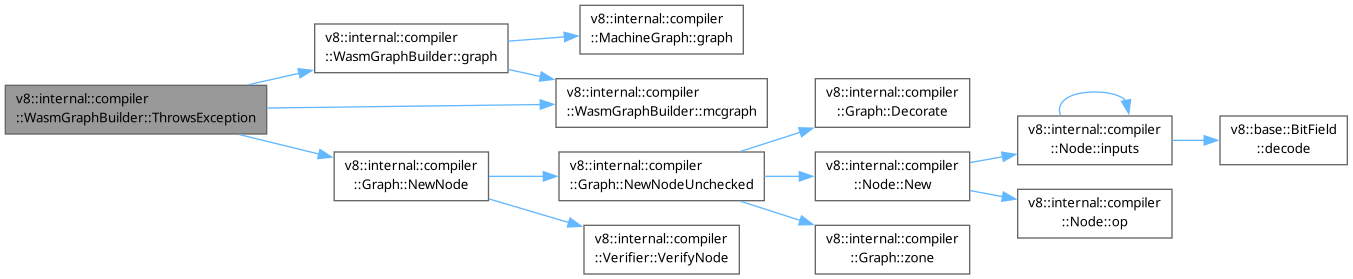 v8::internal::compiler
::WasmGraphBuilder::ThrowsException
v8::internal::compiler
::WasmGraphBuilder::graph
v8::internal::compiler
::MachineGraph::graph
v8::internal::compiler
::WasmGraphBuilder::mcgraph
v8::internal::compiler
::Graph::NewNode
v8::internal::compiler
::Graph::NewNodeUnchecked
v8::internal::compiler
::Verifier::VerifyNode
v8::internal::compiler
::Graph::Decorate
v8::internal::compiler
::Node::New
v8::internal::compiler
::Graph::zone
v8::internal::compiler
::Node::inputs
v8::internal::compiler
::Node::op
v8::base::BitField
::decode